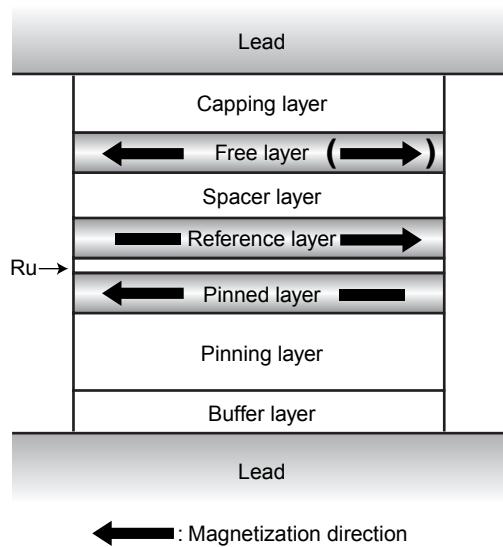 Lead
Capping layer
Free layer ( )
Spacer layer
Reference layer
Ru
Pinned layer
Pinning layer
Buffer layer
Lead
: Magnetization direction